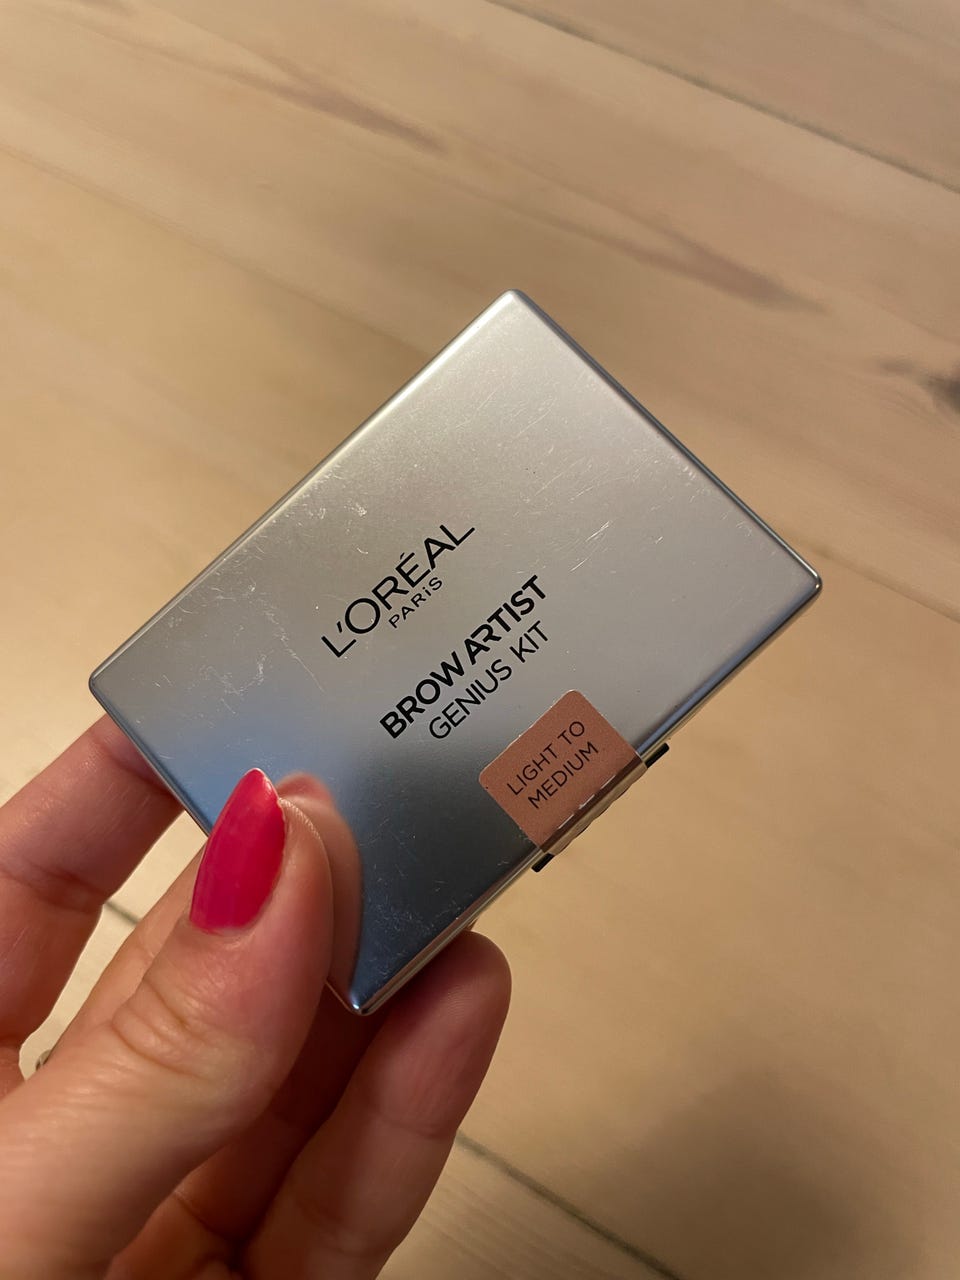 L'ORÉAL
PARiS
BROW ARTIST
GENIUS KIT
LIGHT TO
MEDIUM